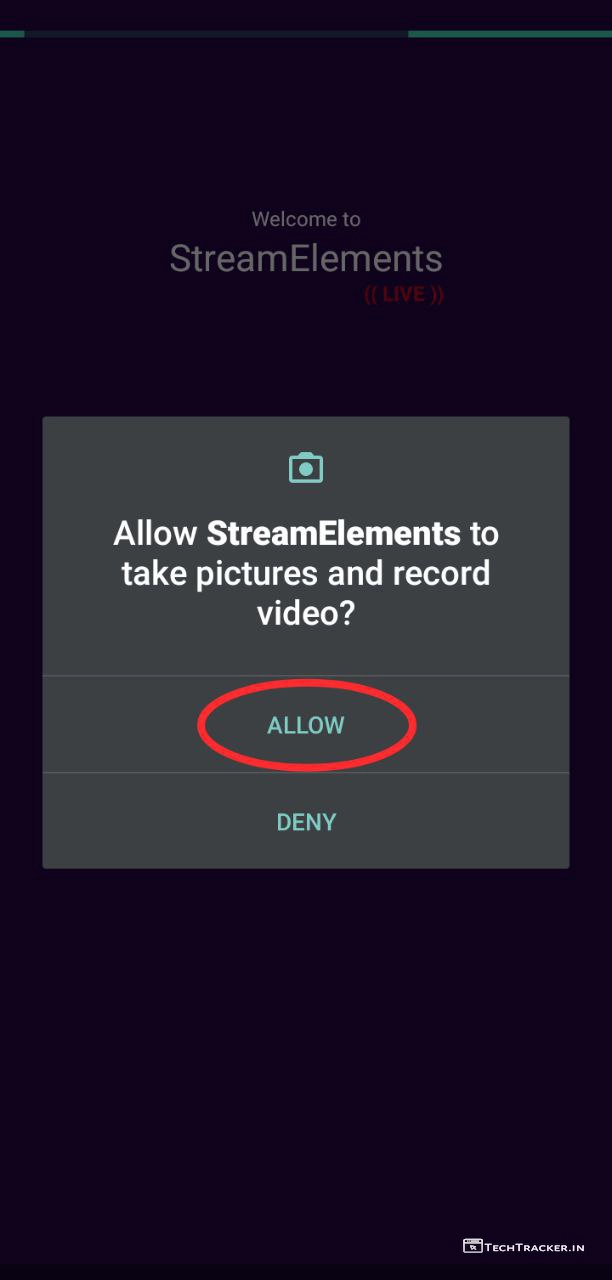 Welcome to
StreamElements
(( LIVE ))
Allow StreamElements to
take pictures and record
video?
ALLOW
DENY
TECHTRACKER.IN